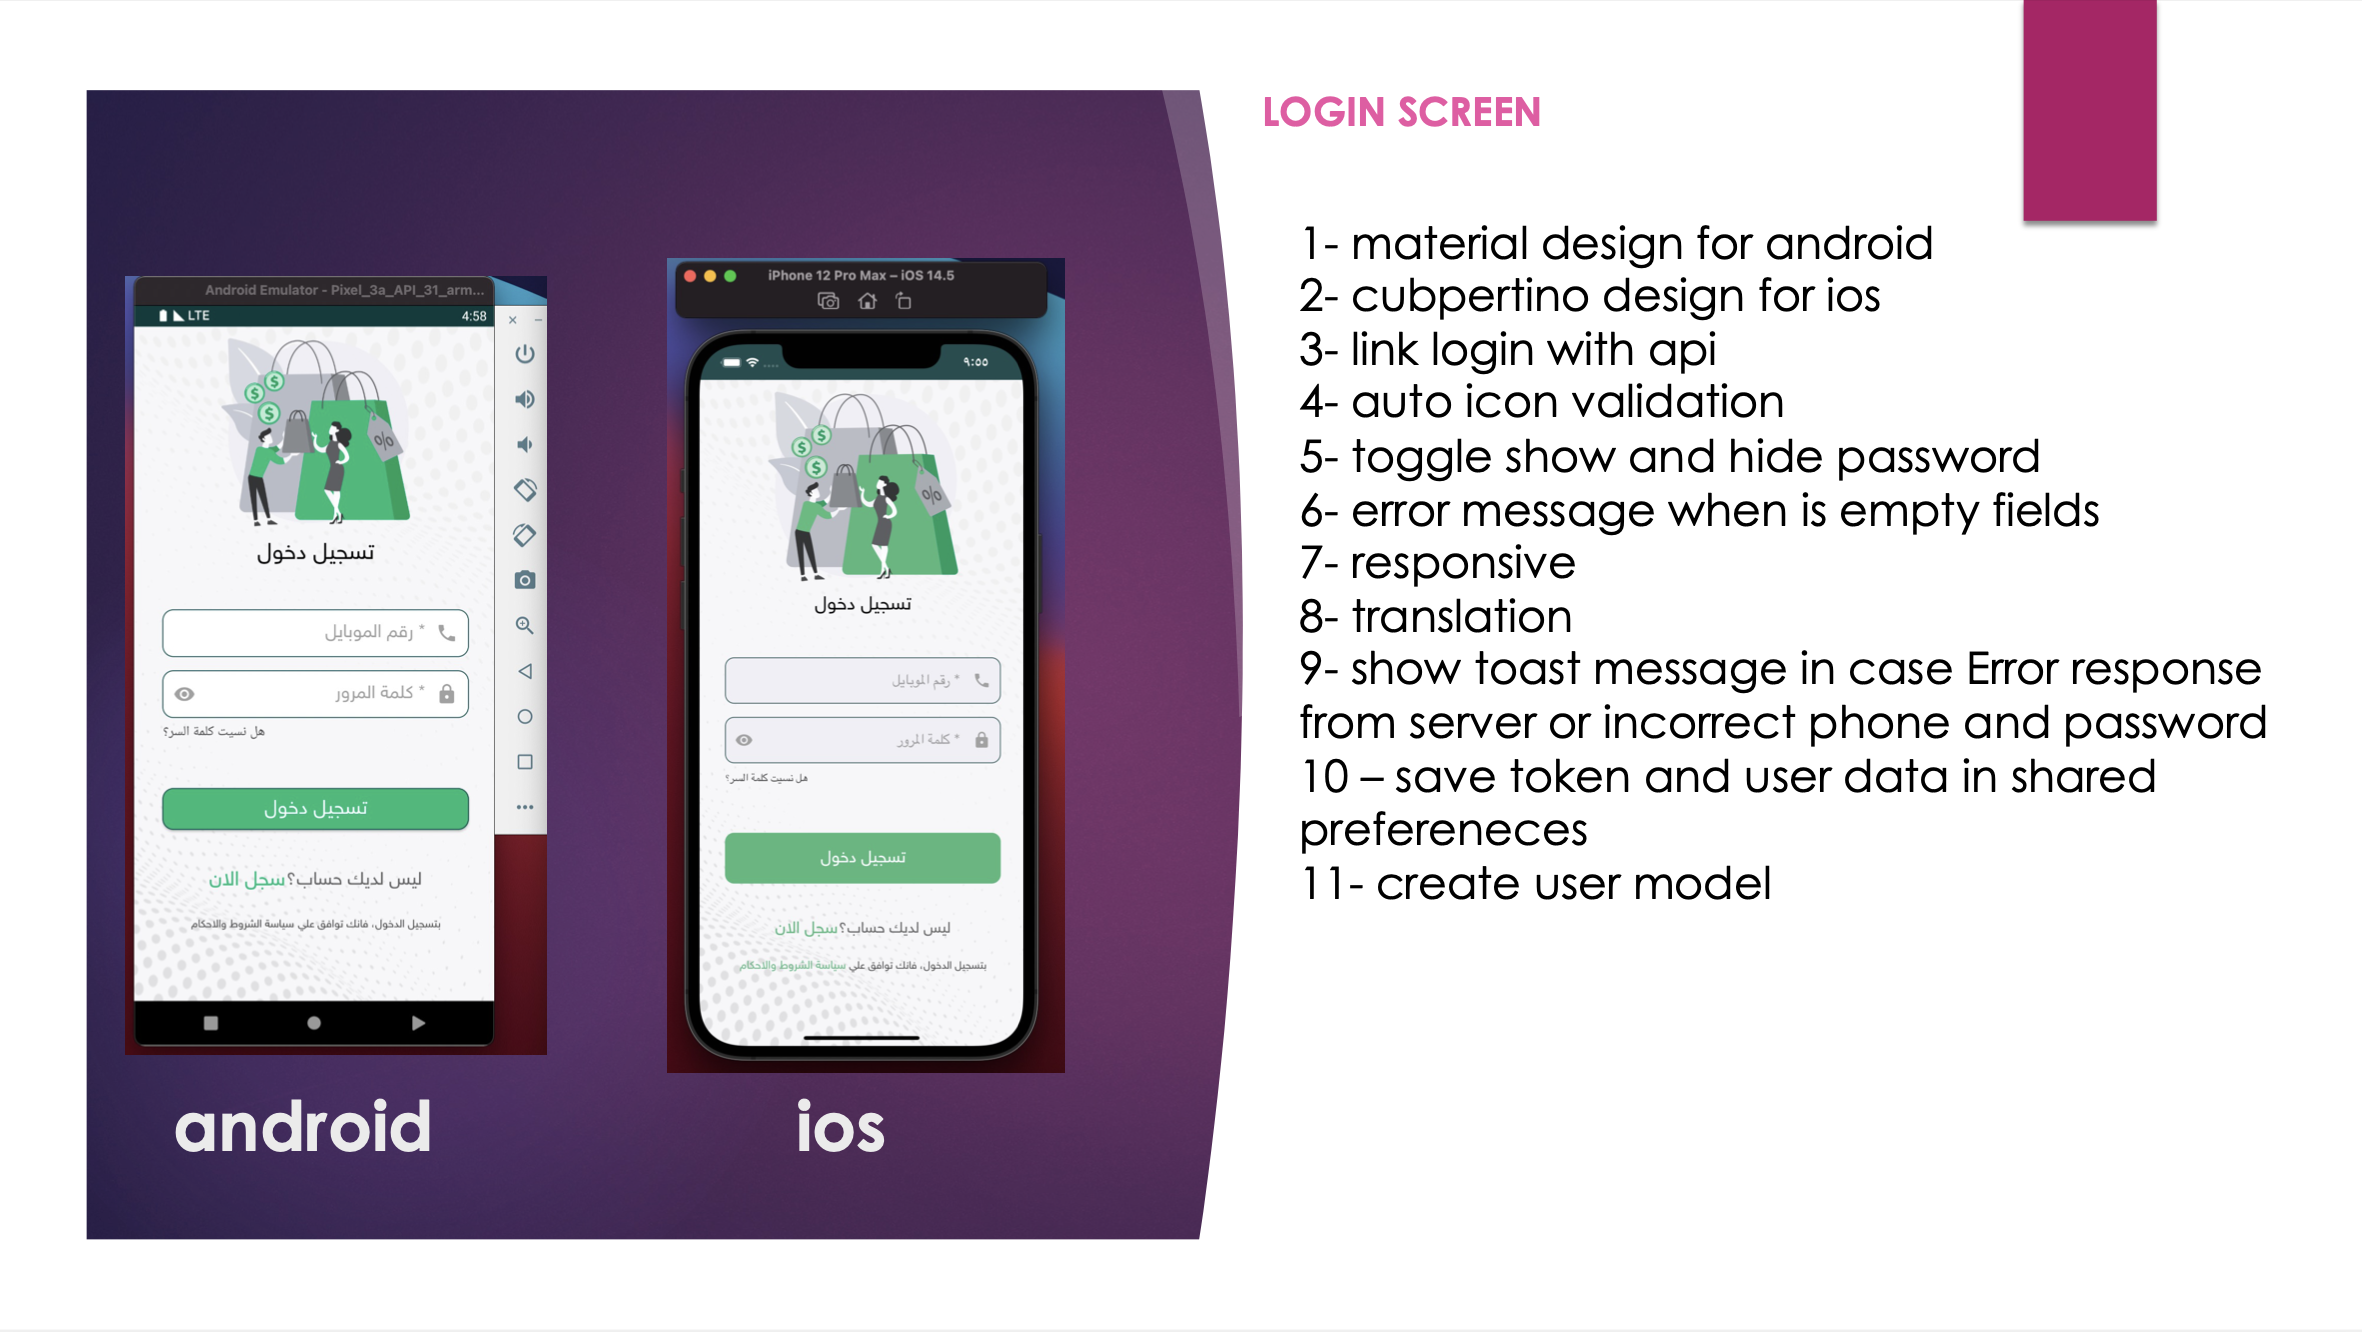 LOGIN SCREEN
1- material design for android
2- cubpertino design for ios
3- link login with api
4- auto icon validation
5- toggle show and hide password
6- error message when is empty fields
7- responsive
8- translation
9- show toast message in case Error response
from server or incorrect phone and password
10 – save token and user data in shared
prefereneces
11- create user model
Android Emulator - Pixel_3a_API_31_arm...
LTE
4:58
$
$
$
%
تسجيل دخول
* رقم الموبايل
* كلمة المرور
هل نسيت كلمة السر؟
تسجيل دخول
ليس لديك حساب؟سجل الان
بتسجيل الدخول، فانك توافق علي سياسة الشروط والاحكام
android
iPhone 12 Pro Max – iOS 14.5
٩:٥٥
$
$
$
%
تسجيل دخول
* رقم الموبايل
* كلمة المرور
هل نسيت كلمة السر؟
تسجيل دخول
ليس لديك حساب؟سجل الان
بتسجيل الدخول، فانك توافق علي سياسة الشروط والاحكام
ios